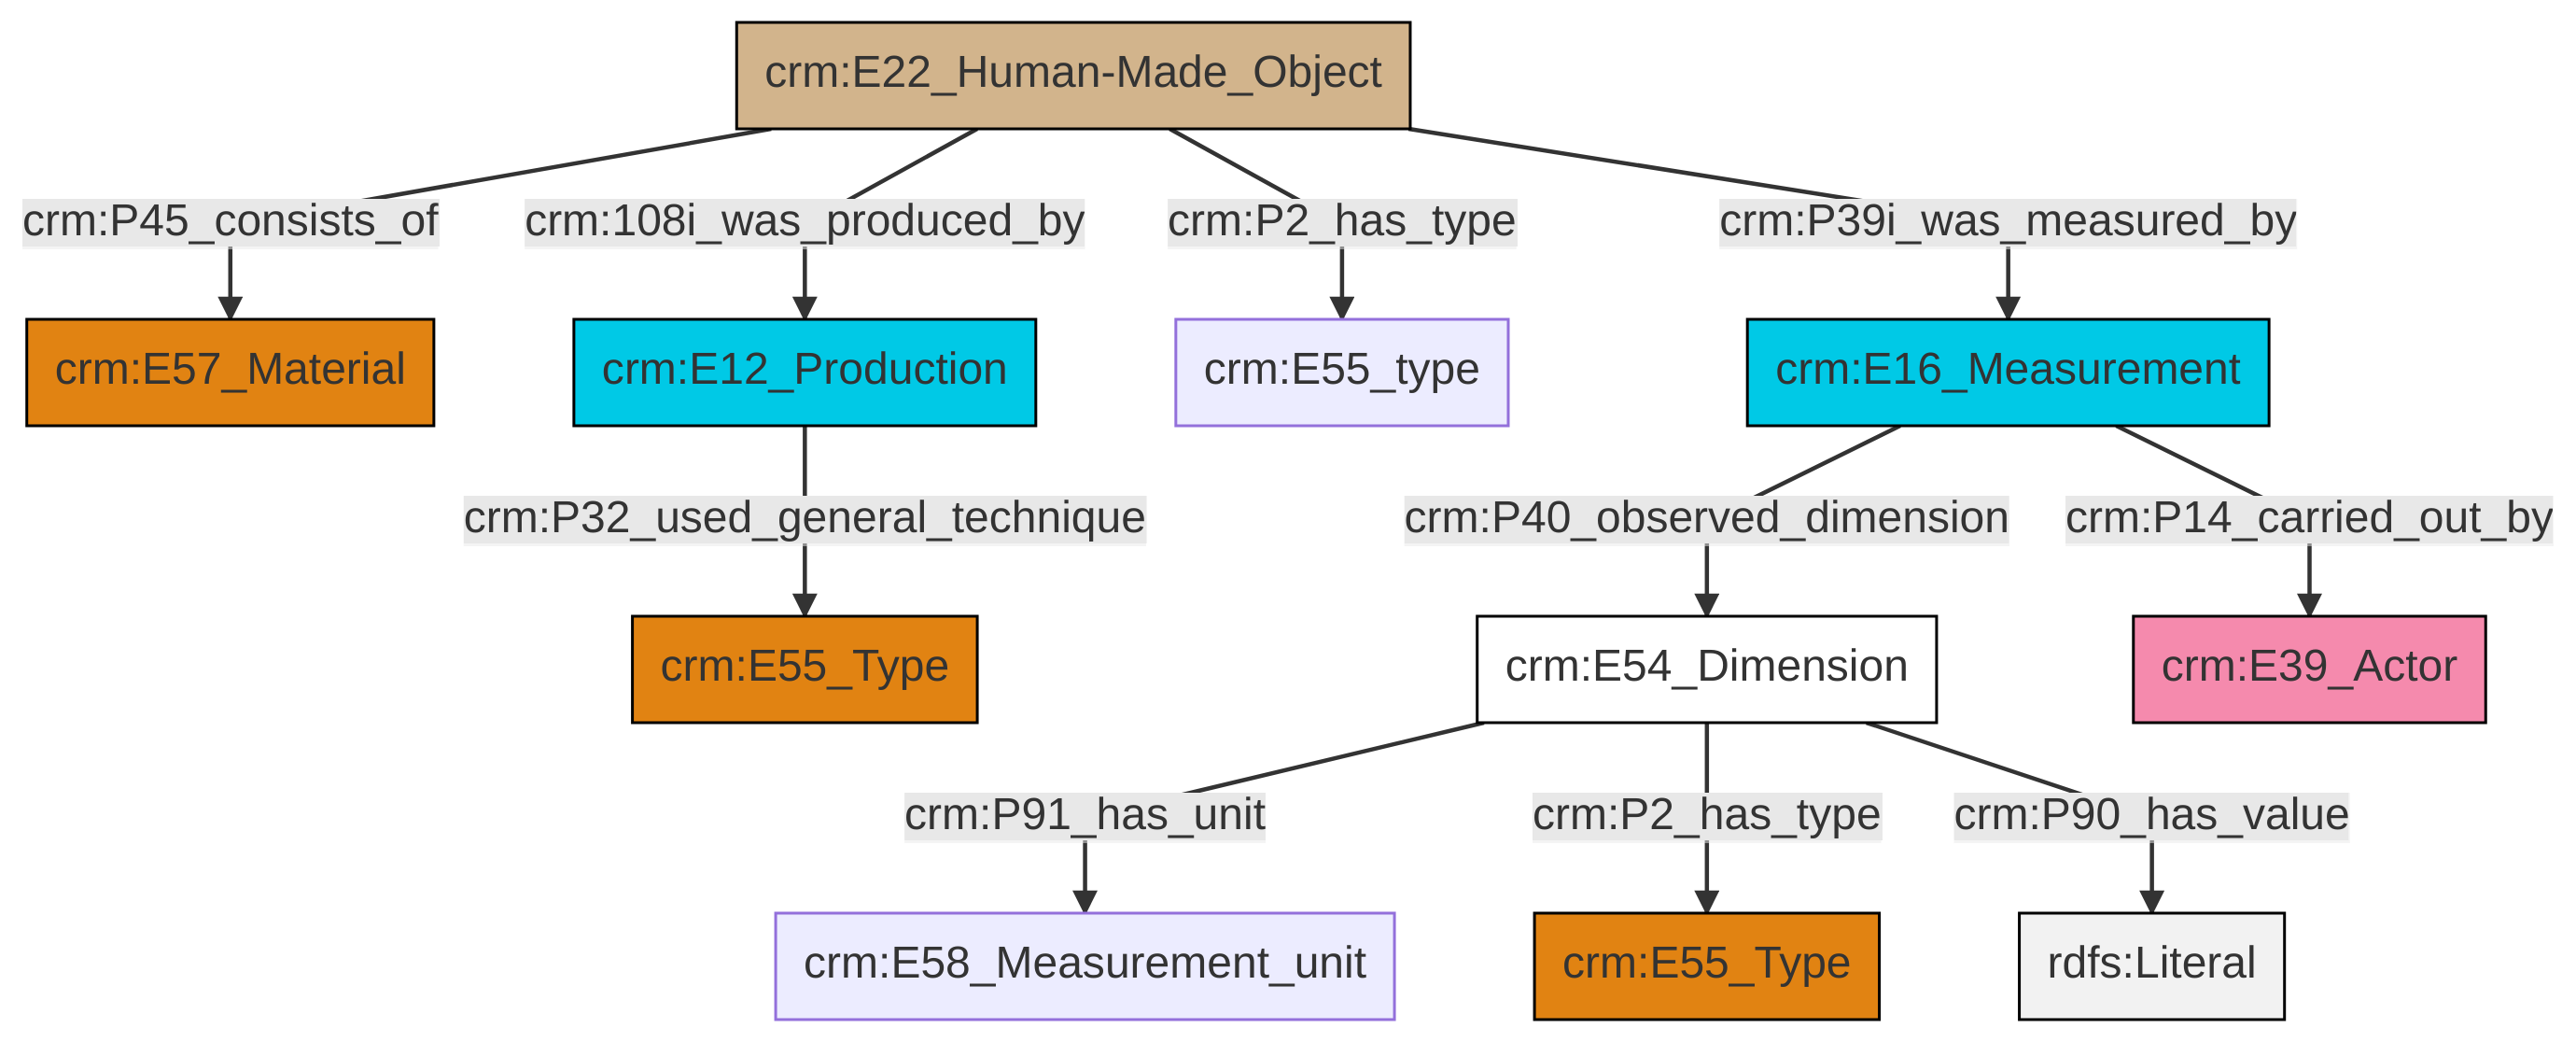 crm:E22_Human-Made_Object
crm:P45_consists_of
crm:108i_was_produced_by
crm:P2_has_type
crm:P39i_was_measured_by
crm:E57_Material
crm:E12_Production
crm:E55_type
crm:E16_Measurement
crm:P32_used_general_technique
crm:P40_observed_dimension
crm:P14_carried_out_by
crm:E55_Type
crm:E54_Dimension
crm:E39_Actor
crm:P91_has_unit
crm:P2_has_type
crm:P90_has_value
crm:E58_Measurement_unit
crm:E55_Type
rdfs:Literal